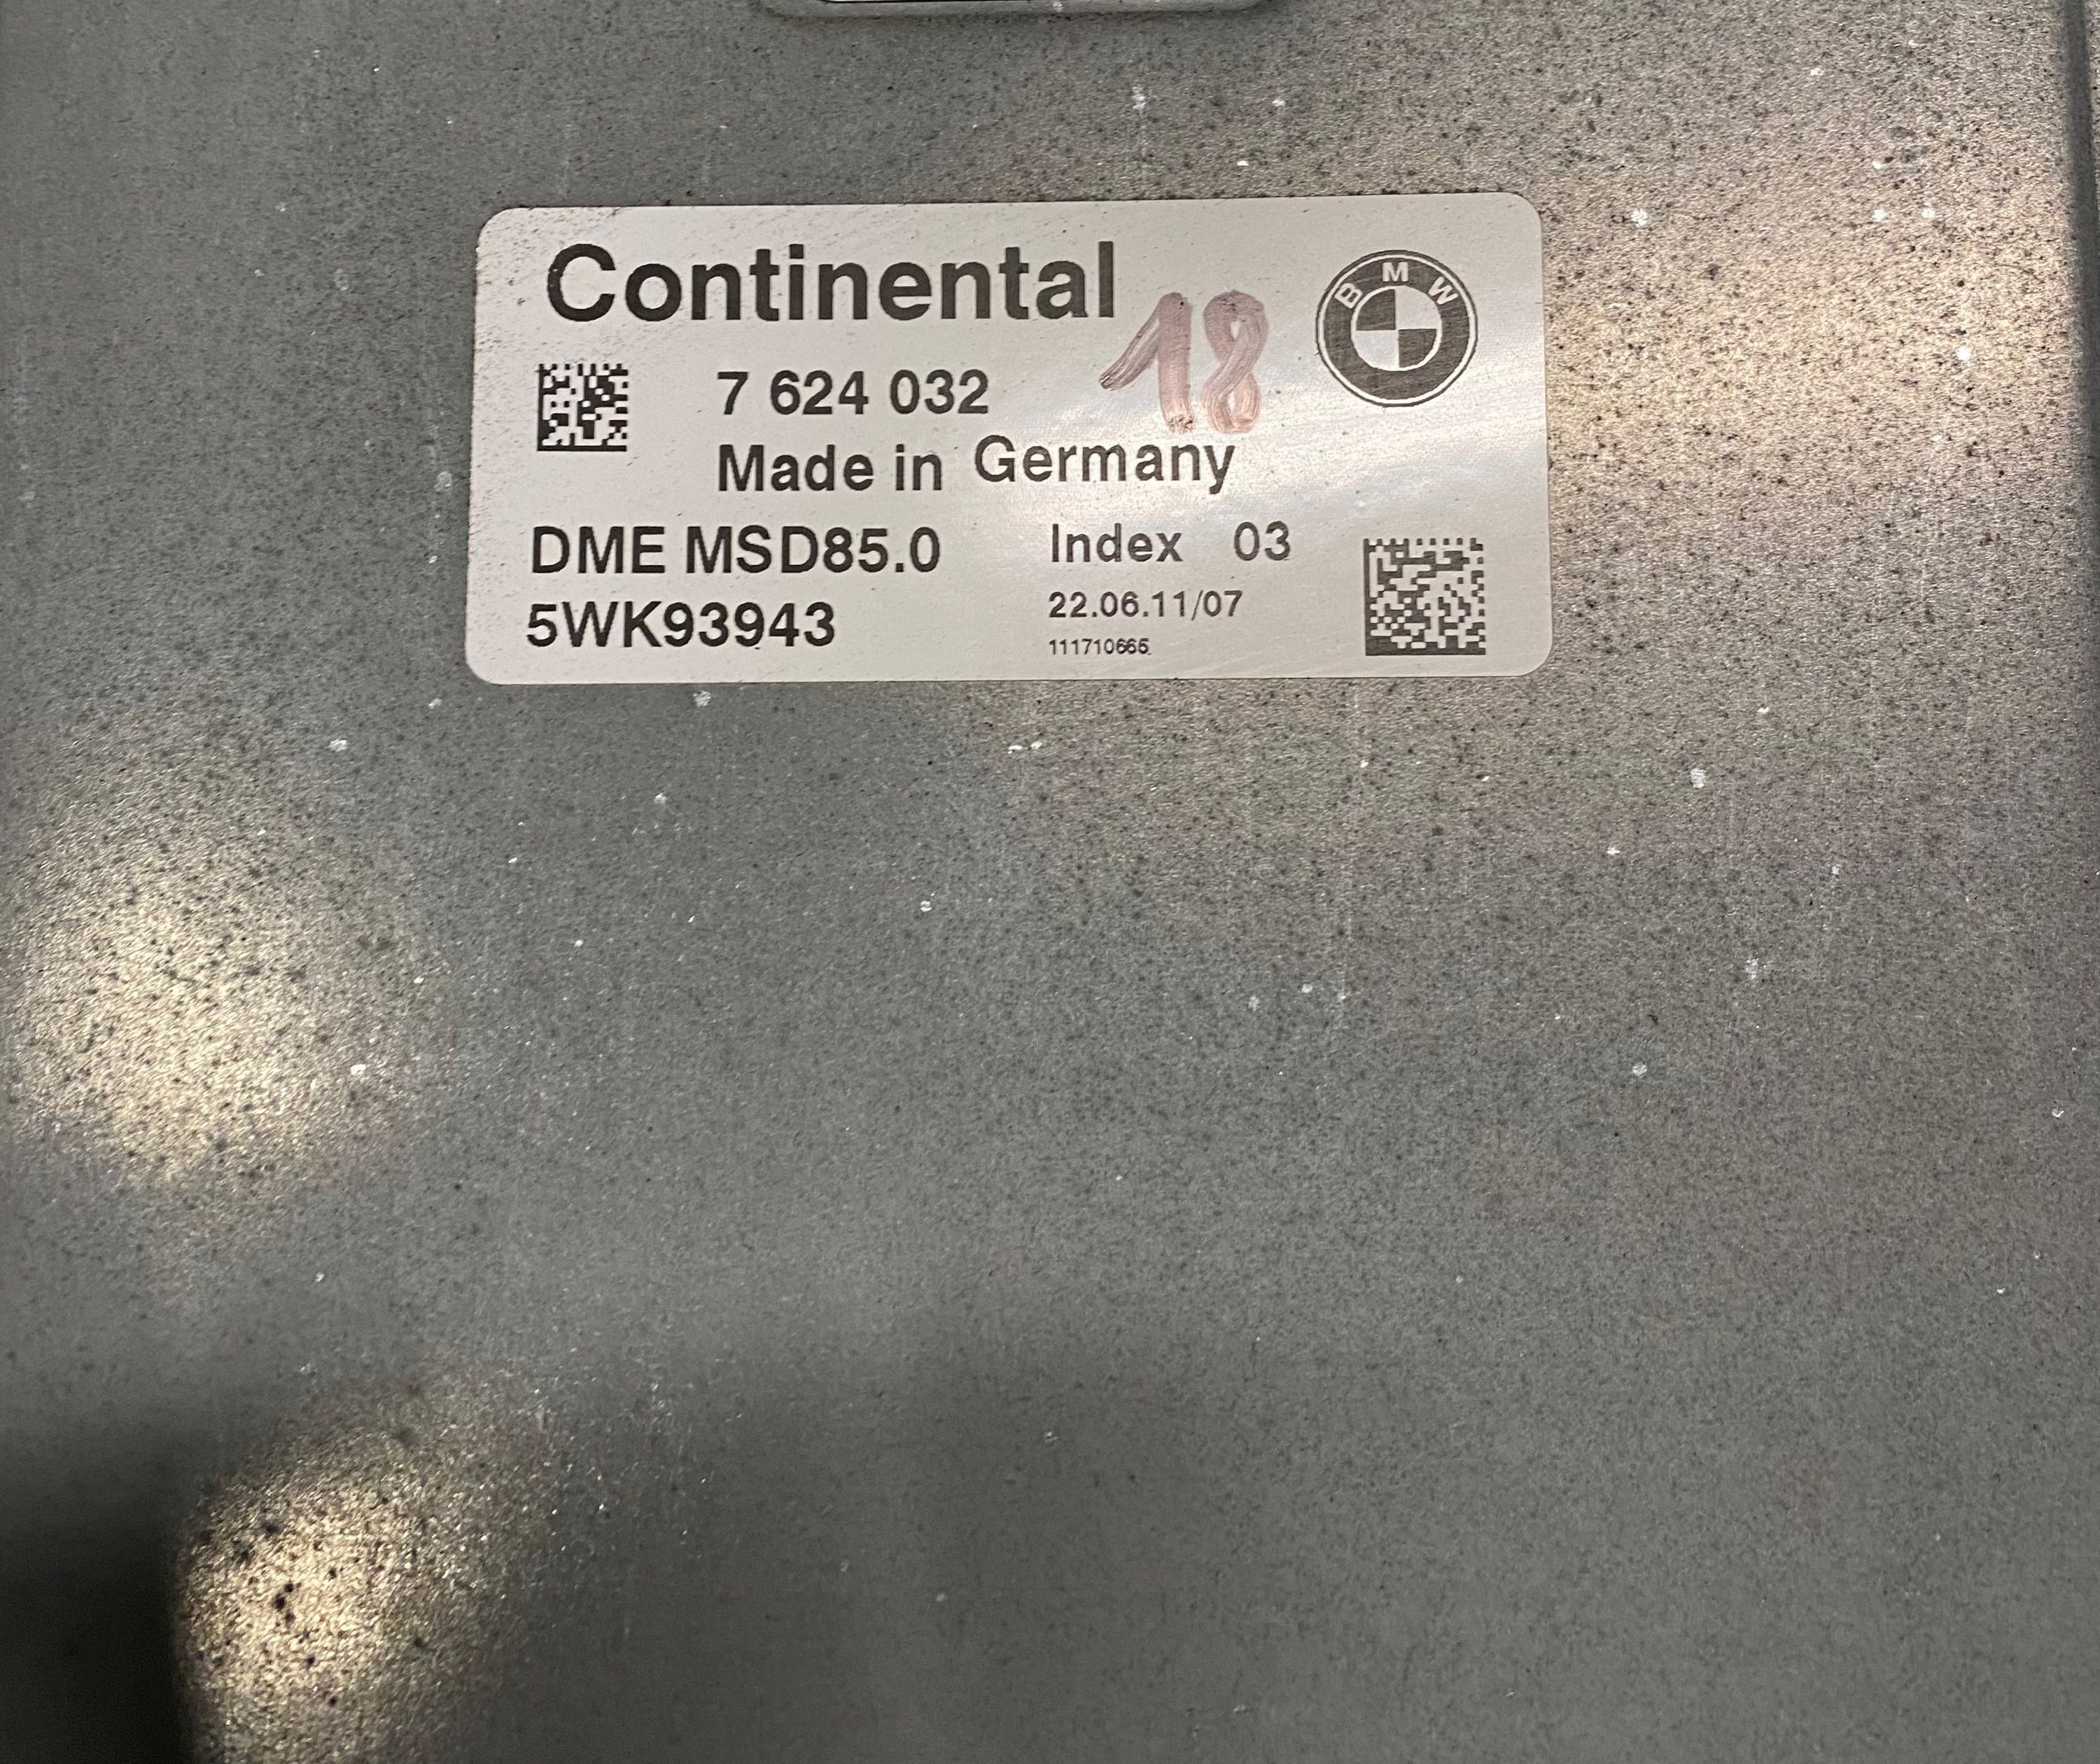 Continental
18
BMW
7 624 032
Made in Germany
DME MSD85.0 Index 03
5WK93943 22.06.11/07
111710665